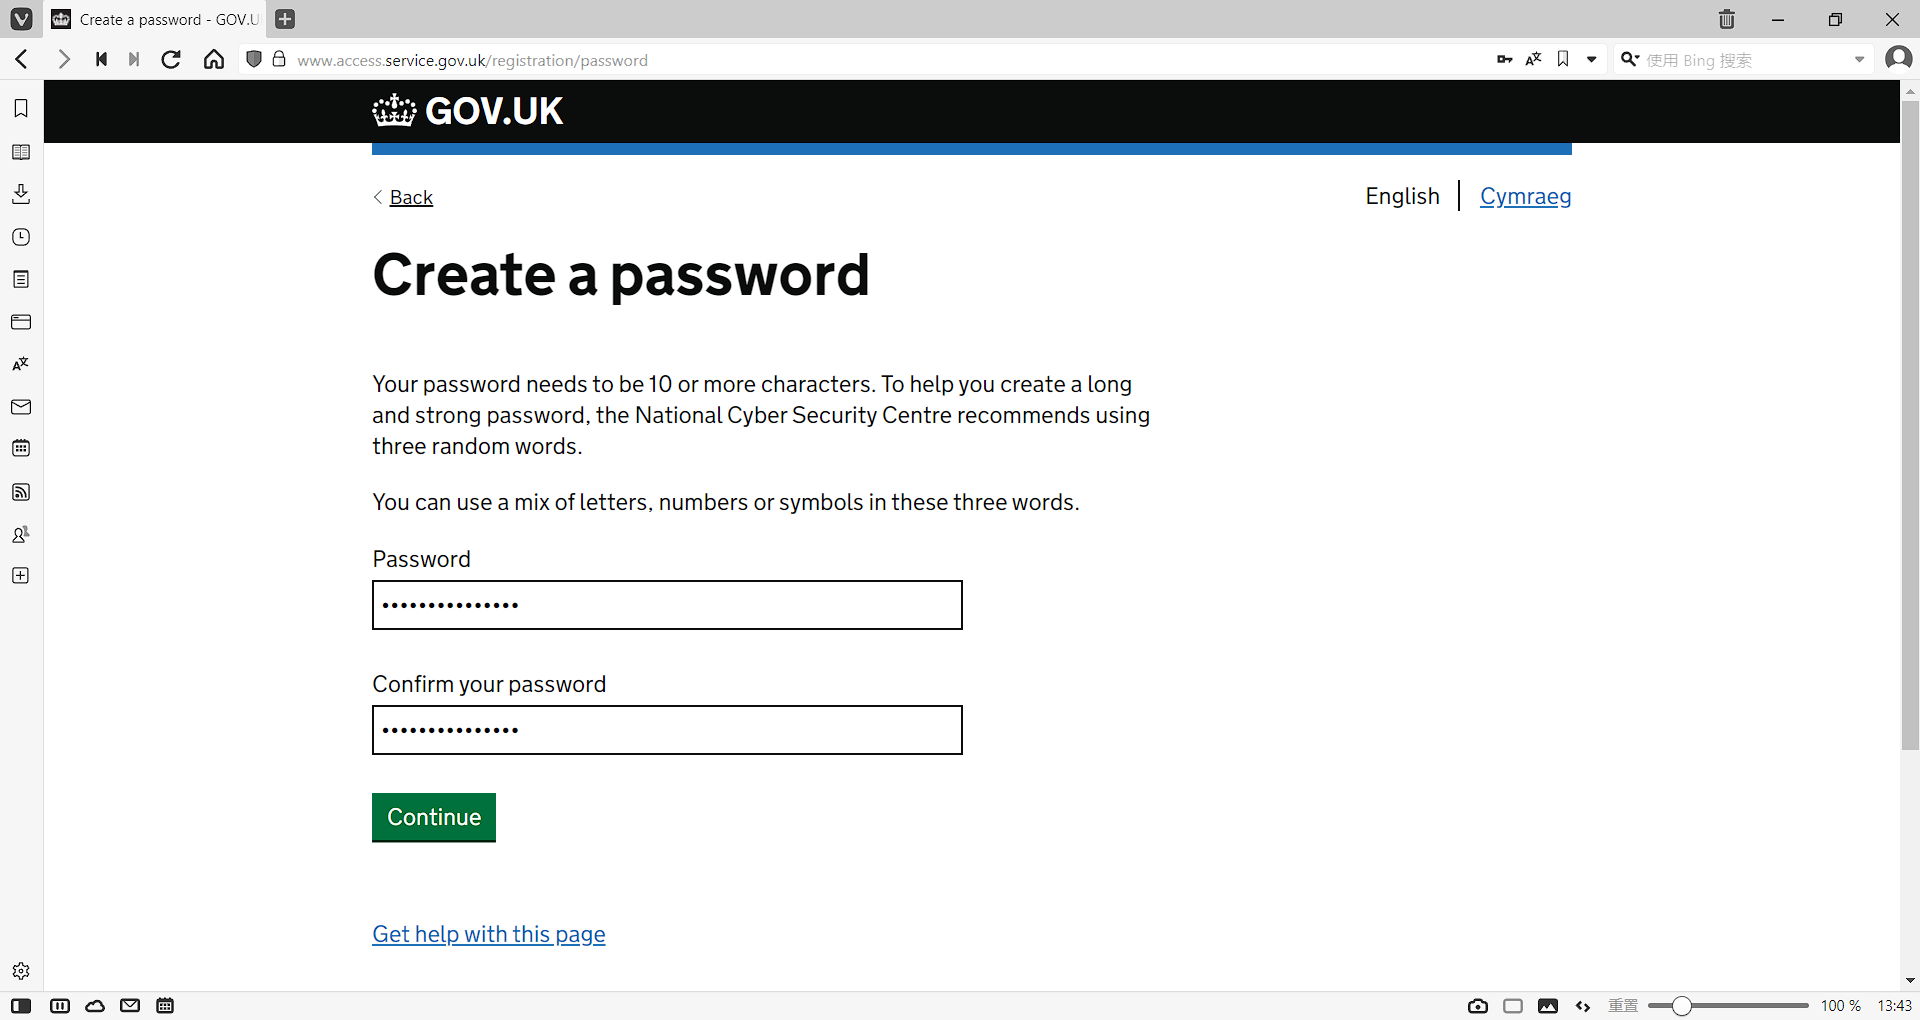 Create a password - GOV.U
www.access.service.gov.uk/registration/password
使用 Bing 搜索
GOV.UK
Back
English
Cymraeg
Create a password
Your password needs to be 10 or more characters. To help you create a long
and strong password, the National Cyber Security Centre recommends using
three random words.
You can use a mix of letters, numbers or symbols in these three words.
Password
•••••••••••••••
Confirm your password
•••••••••••••••
Continue
Get help with this page
重置
100 %
13:43